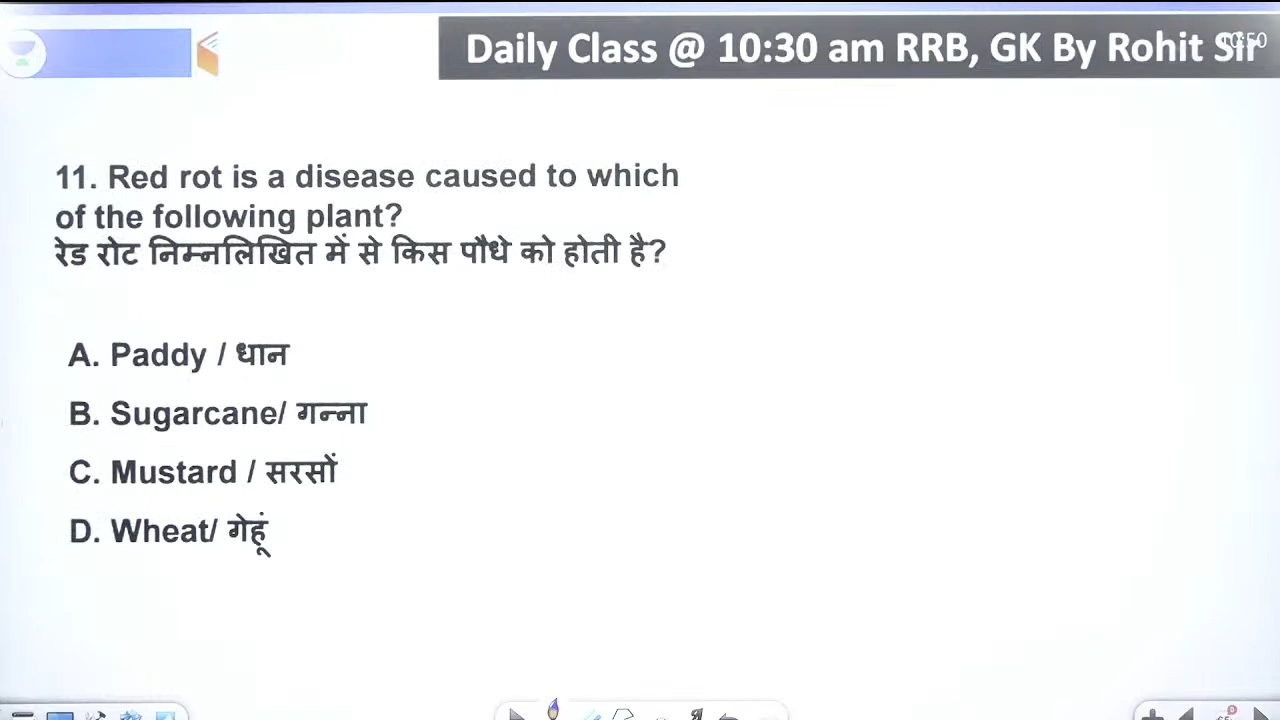 Daily Class @ 10:30 am RRB, GK By Rohit Sir
11. Red rot is a disease caused to which
of the following plant?
रेड रोट निम्नलिखित में से किस पौधे को होती है?
A. Paddy / धान
B. Sugarcane/ गन्ना
C. Mustard / सरसों
D. Wheat/ गेहूं